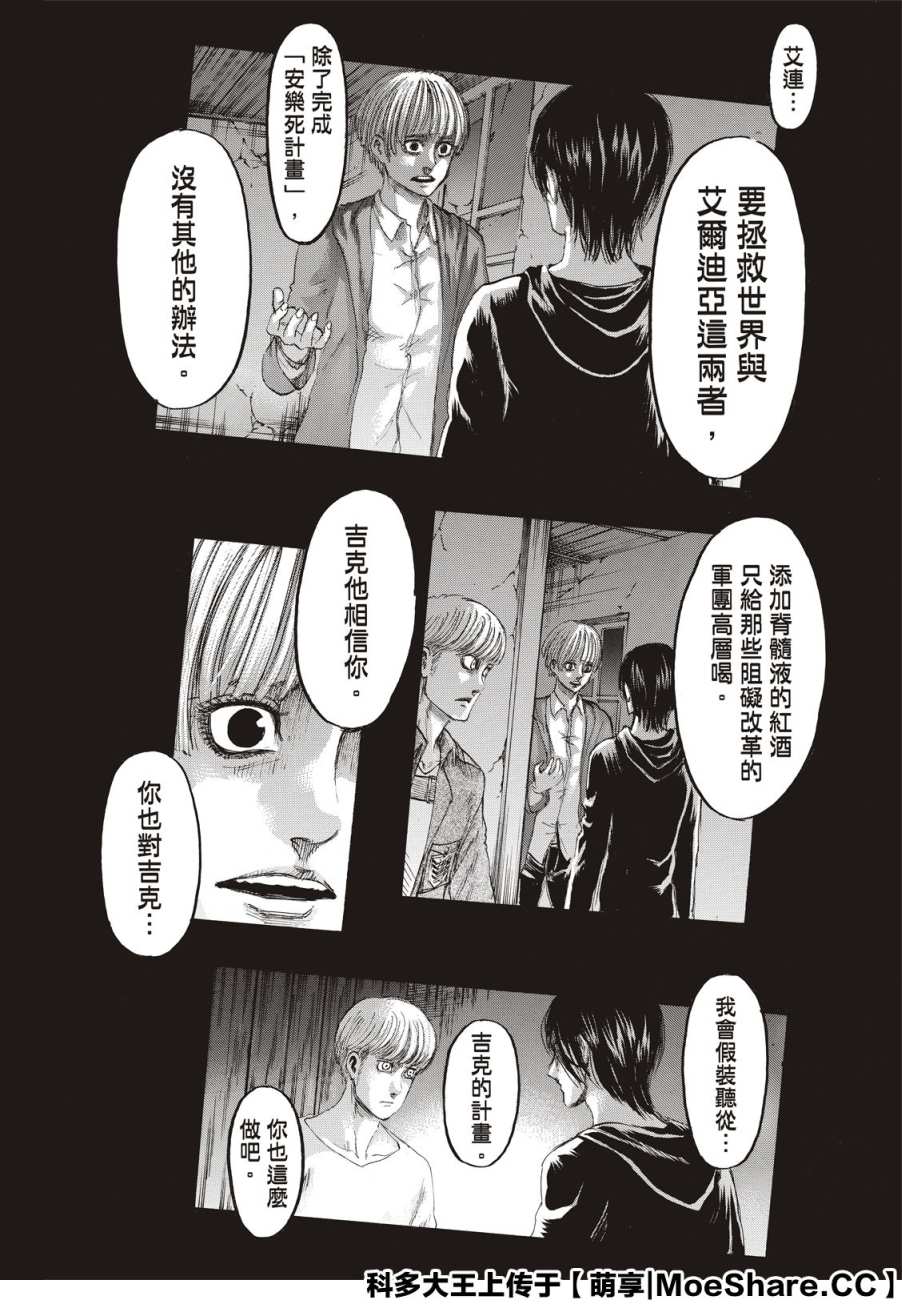 艾連…
要拯救世界與
艾爾迪亞這兩者，
除了完成
「安樂死計畫」，
沒有其他的辦法。
添加脊髓液的紅酒
只給那些阻礙改革的
軍團高層喝。
吉克他相信你。
你也對吉克…
我會假裝聽從…
吉克的計畫。
你也這麼
做吧。
科多大王上传于【萌享|MoeShare.CC】